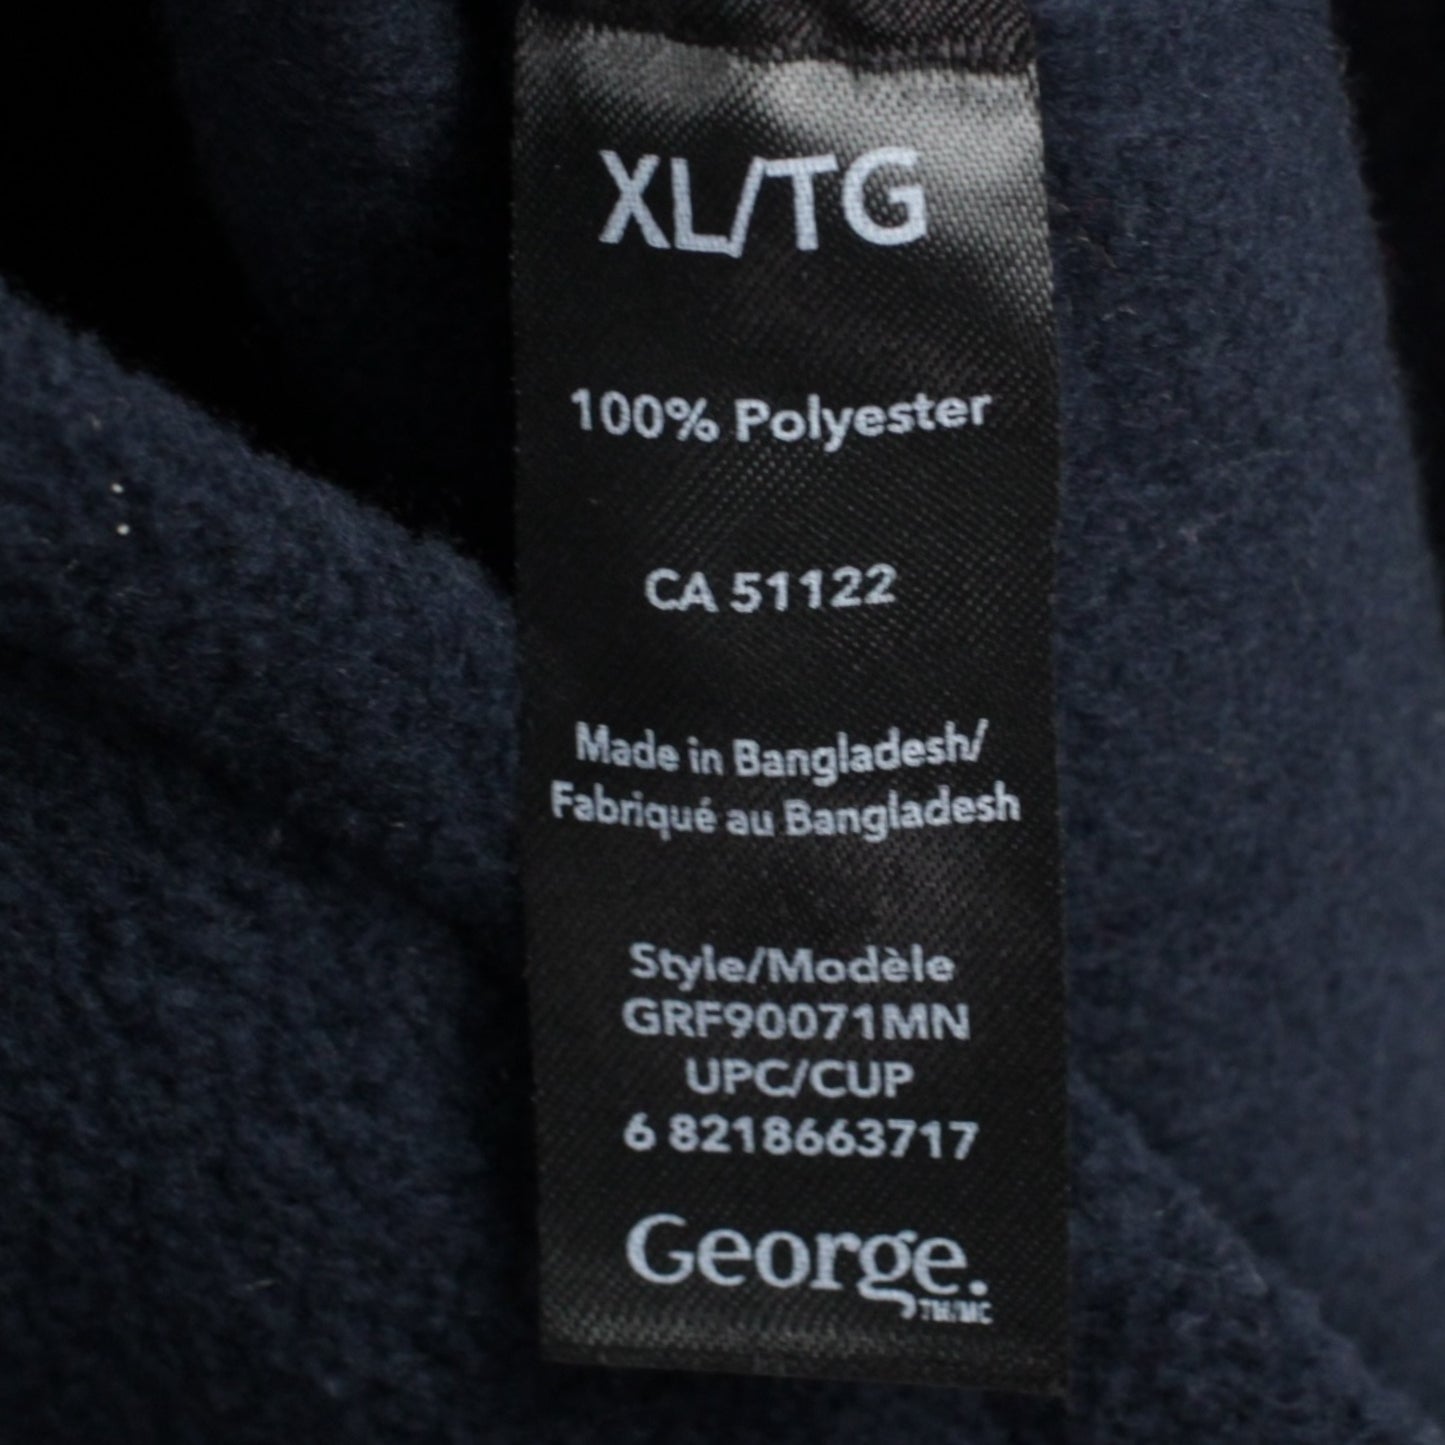 XL/TG
100% Polyester
CA 51122
Made in Bangladesh/
Fabriqué au Bangladesh
Style/Modèle
GRF90071MN
UPC/CUP
6 8218663717
George.
TM/MC